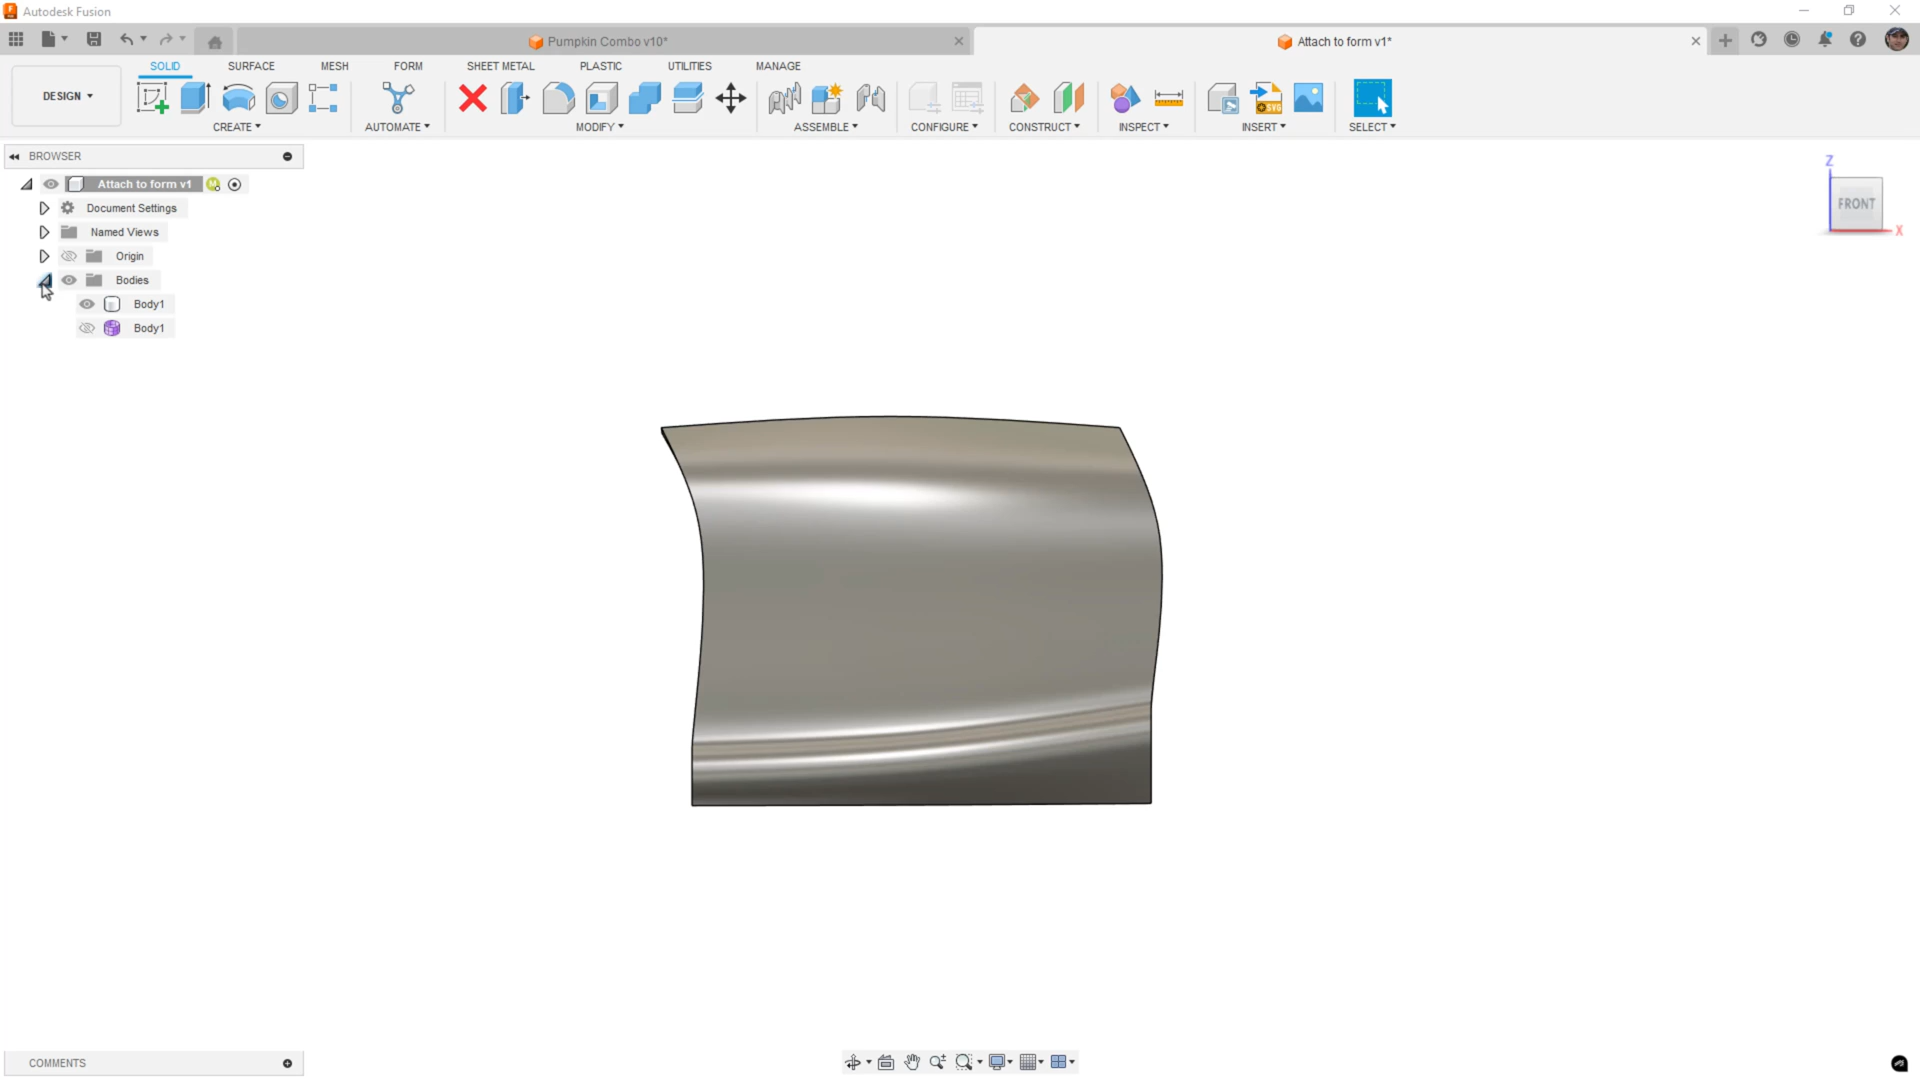 Autodesk Fusion
Pumpkin Combo v10*
Attach to form v1*
DESIGN
SOLID SURFACE MESH FORM SHEET METAL PLASTIC UTILITIES MANAGE
CREATE AUTOMATE MODIFY ASSEMBLE CONFIGURE CONSTRUCT INSPECT INSERT SELECT
BROWSER
Attach to form v1
Document Settings
Named Views
Origin
Bodies
Body1
Body1
Z
FRONT
X
COMMENTS